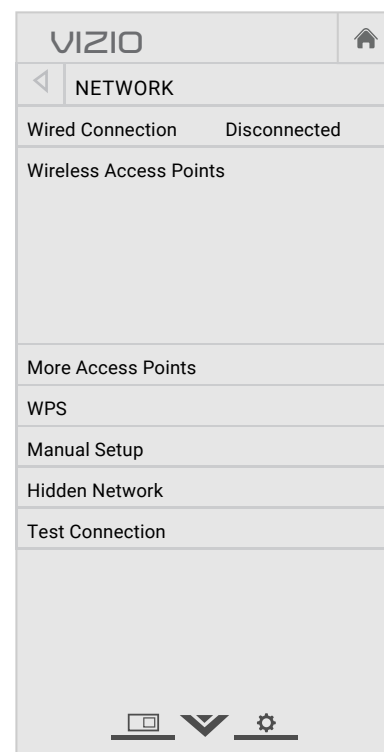 VIZIO
NETWORK
Wired Connection Disconnected
Wireless Access Points
More Access Points
WPS
Manual Setup
Hidden Network
Test Connection